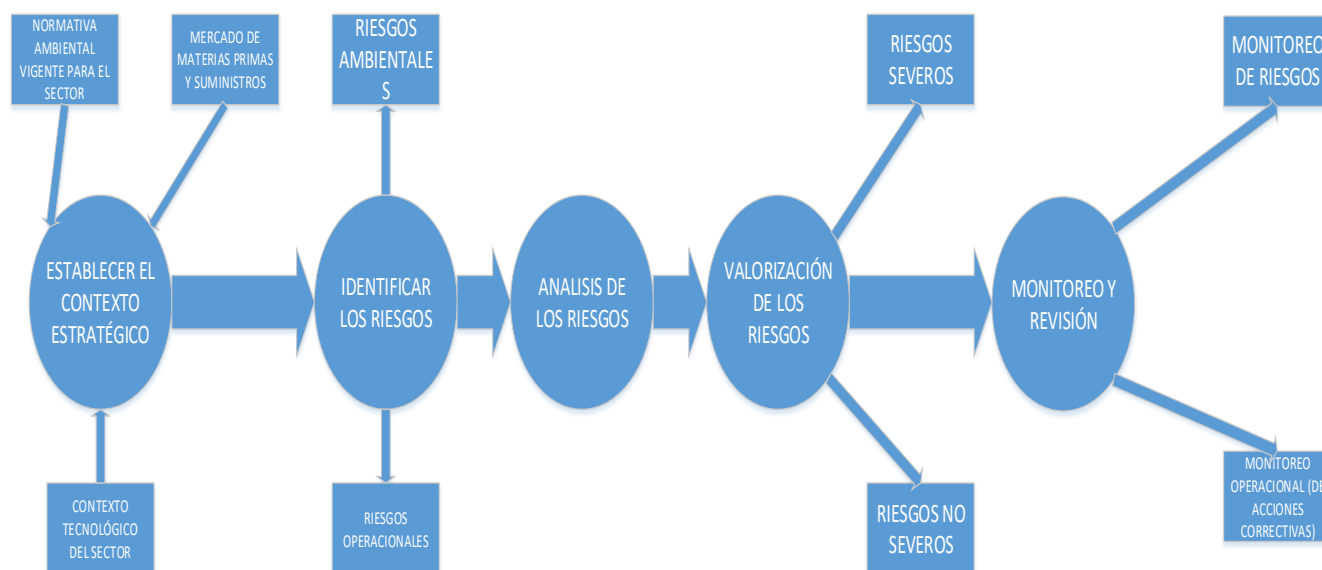 NORMATIVA
AMBIENTAL
VIGENTE PARA EL
SECTOR
MERCADO DE
MATERIAS PRIMAS
Y SUMINISTROS
RIESGOS
AMBIENTALE
S
RIESGOS
SEVEROS
MONITOREO
DE RIESGOS
ESTABLECER EL
CONTEXTO
ESTRATÉGICO
IDENTIFICAR
LOS RIESGOS
ANALISIS DE
LOS RIESGOS
VALORIZACIÓN
DE LOS
RIESGOS
MONITOREO Y
REVISIÓN
CONTEXTO
TECNOLÓGICO
DEL SECTOR
RIESGOS
OPERACIONALES
RIESGOS NO
SEVEROS
MONITOREO
OPERACIONAL (DE
ACCIONES
CORRECTIVAS)